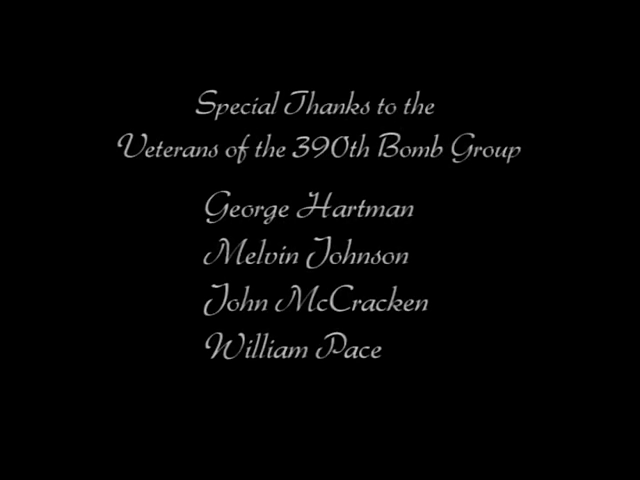 Special Thanks to the
Veterans of the 390th Bomb Group
George Hartman
Melvin Johnson
John McCracken
William Pace